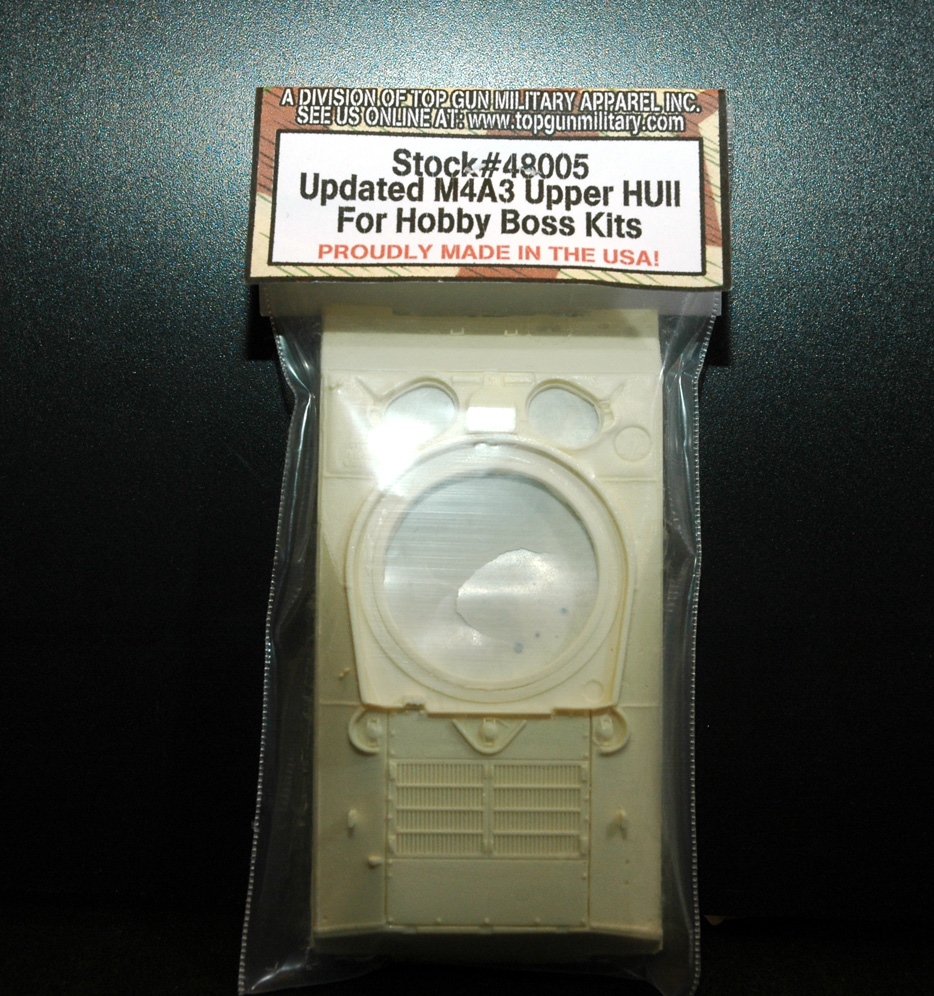 A DIVISION OF TOP GUN MILITARY APPAREL INC.
SEE US ONLINE AT: www.topgunmilitary.com
Stock#48005
Updated M4A3 Upper HUll
For Hobby Boss Kits
PROUDLY MADE IN THE USA!